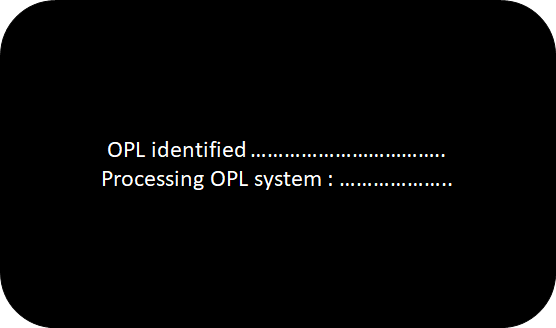 OPL identified ……………………………..
Processing OPL system : ………………..